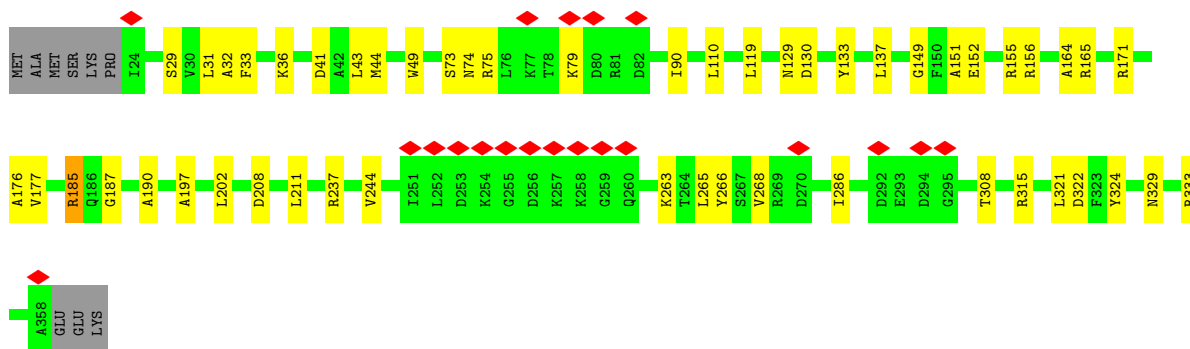 MET ALA MET SER LYS PRO I24 S29 V30 L31 A32 F33 K36 D41 A42 L43 M44 W49 S73 N74 R75 L76 K77 T78 K79 D80 R81 D82 I90 L110 L119 N129 D130 Y133 L137 G149 F150 A151 E152 R155 R156 A164 R165 R171
A176 V177 R185 Q186 G187 A190 A197 L202 D208 L211 R237 V244 I251 L252 D253 K254 G255 D256 K257 K258 G259 Q260 K263 T264 L265 Y266 S267 V268 R269 D270 I286 D292 E293 D294 G295 T308 R315 L321 D322 F323 Y324 N329
A358 GLU GLU LYS